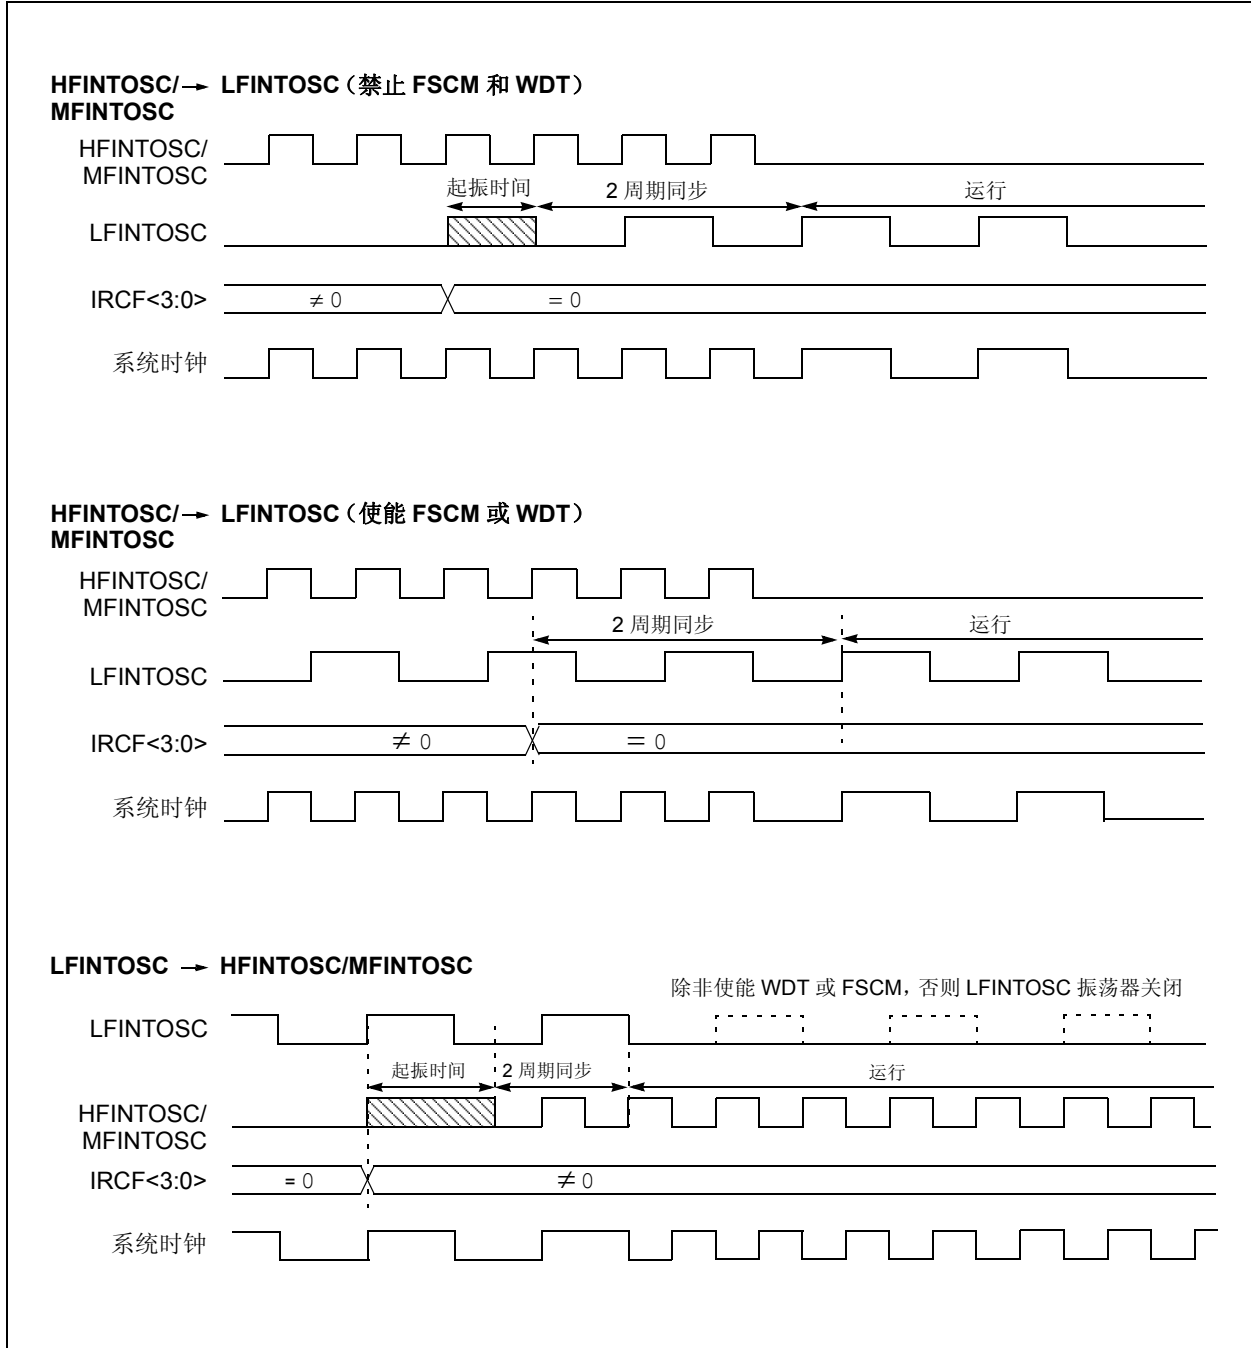 HFINTOSC/→ LFINTOSC（禁止 FSCM 和 WDT）
MFINTOSC
HFINTOSC/
MFINTOSC
起振时间
2 周期同步
运行
LFINTOSC
IRCF<3:0>
≠ 0
= 0
系统时钟
HFINTOSC/→ LFINTOSC（使能 FSCM 或 WDT）
MFINTOSC
HFINTOSC/
MFINTOSC
2 周期同步
运行
LFINTOSC
IRCF<3:0>
≠ 0
= 0
系统时钟
LFINTOSC → HFINTOSC/MFINTOSC
除非使能 WDT 或 FSCM，否则 LFINTOSC 振荡器关闭
LFINTOSC
起振时间
2 周期同步
运行
HFINTOSC/
MFINTOSC
IRCF<3:0>
= 0
≠ 0
系统时钟